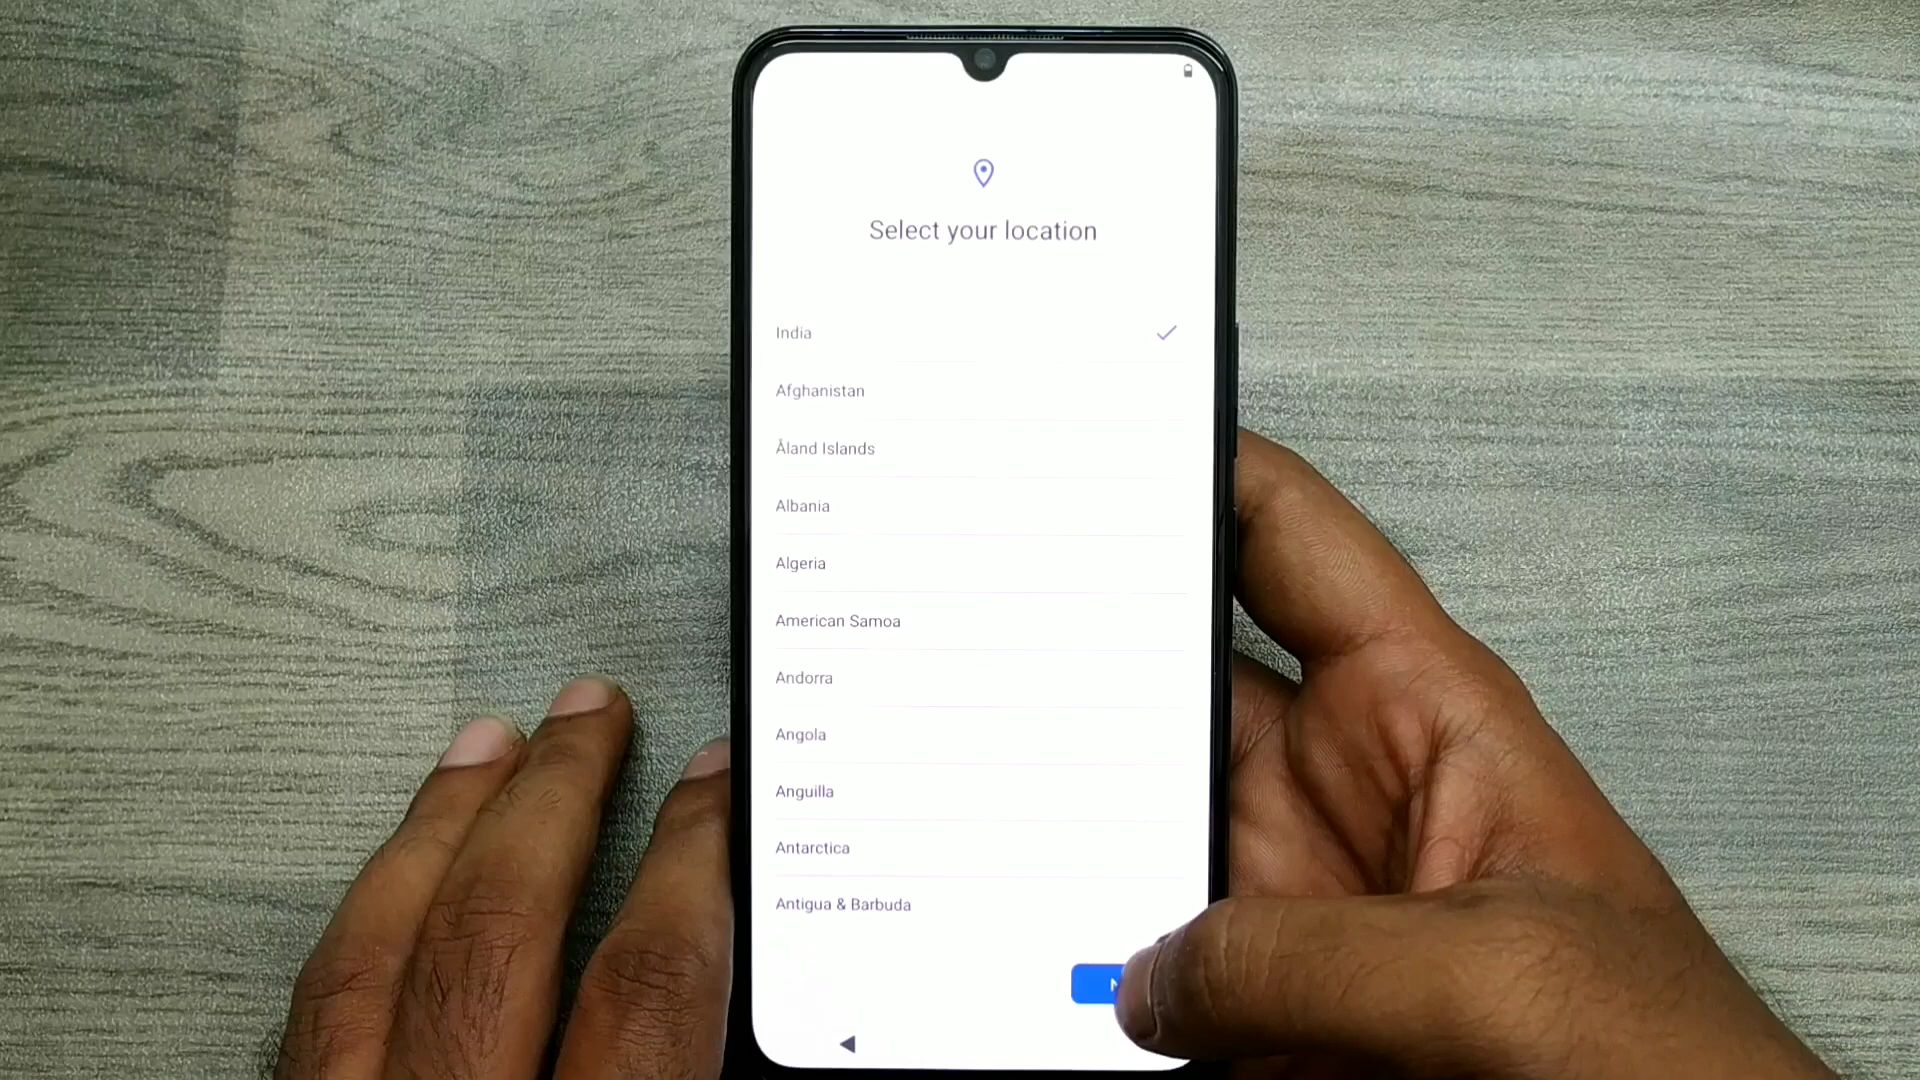 Select your location
India
Afghanistan
Åland Islands
Albania
Algeria
American Samoa
Andorra
Angola
Anguilla
Antarctica
Antigua & Barbuda